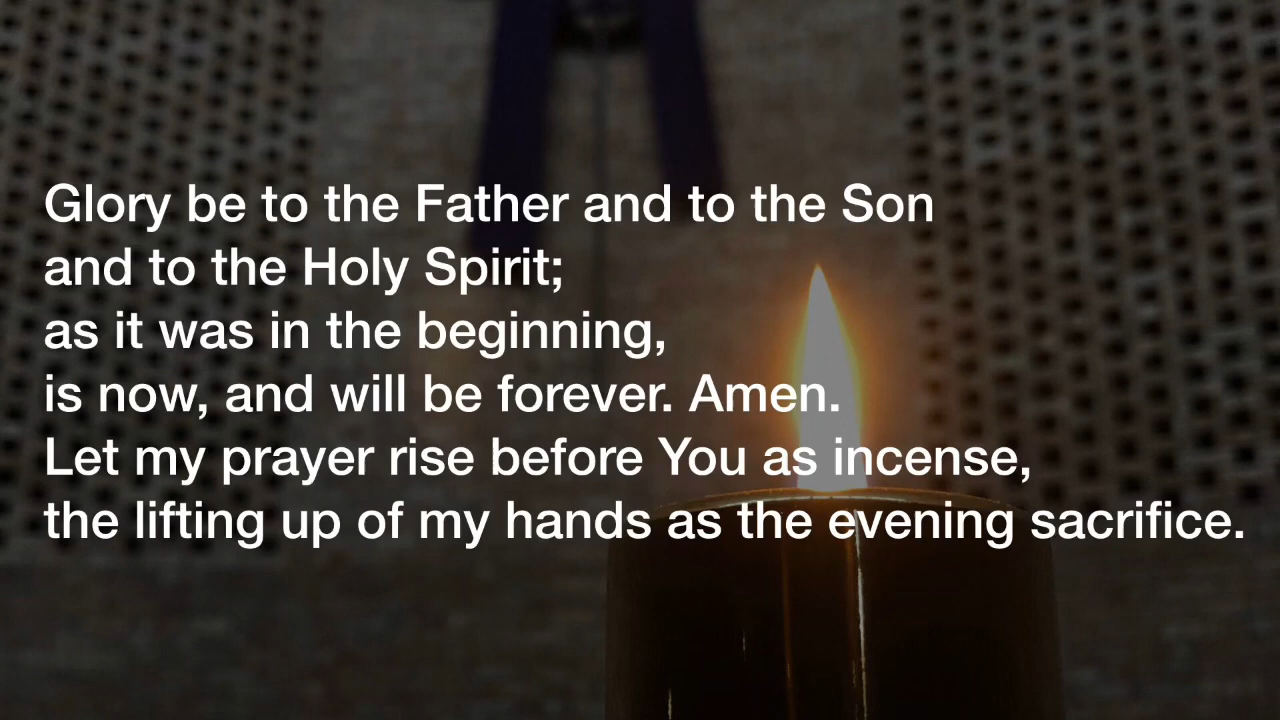 Glory be to the Father and to the Son
and to the Holy Spirit;
as it was in the beginning,
is now, and will be forever. Amen.
Let my prayer rise before You as incense,
the lifting up of my hands as the evening sacrifice.